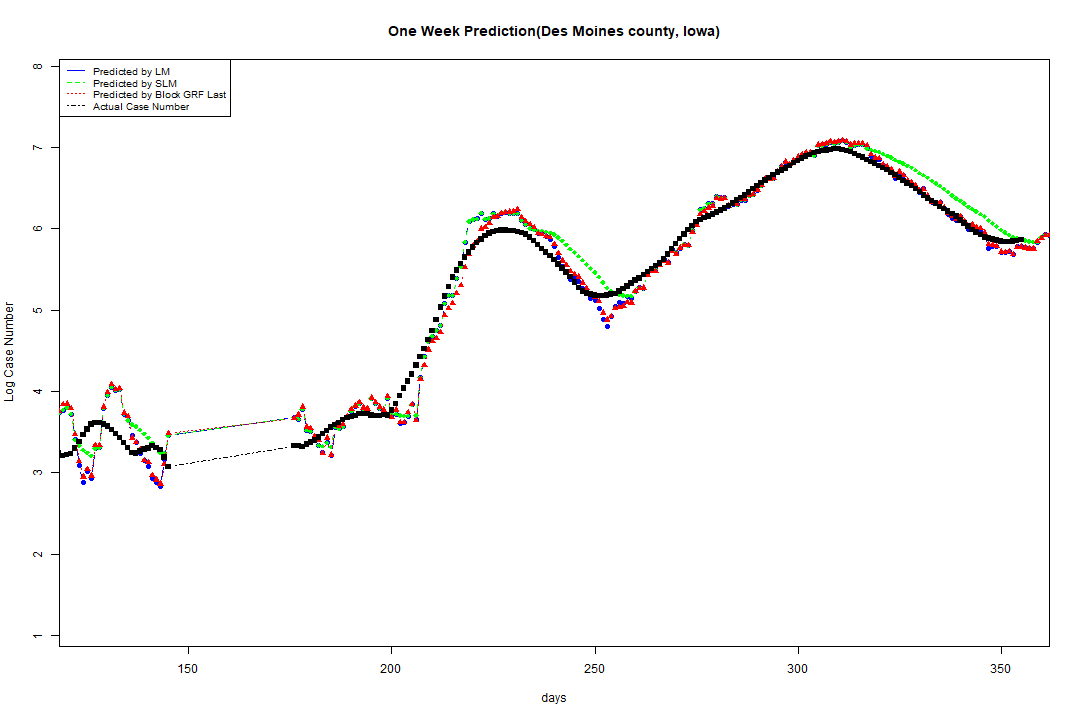 One Week Prediction(Des Moines county, Iowa)
Predicted by LM
Predicted by SLM
Predicted by Block GRF Last
Actual Case Number
8
7
6
5
4
3
2
1
Log Case Number
150 200 250 300 350
days